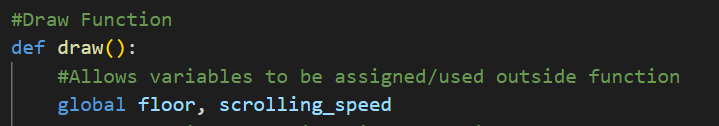 #Draw Function
def draw():
#Allows variables to be assigned/used outside function
global floor, scrolling_speed